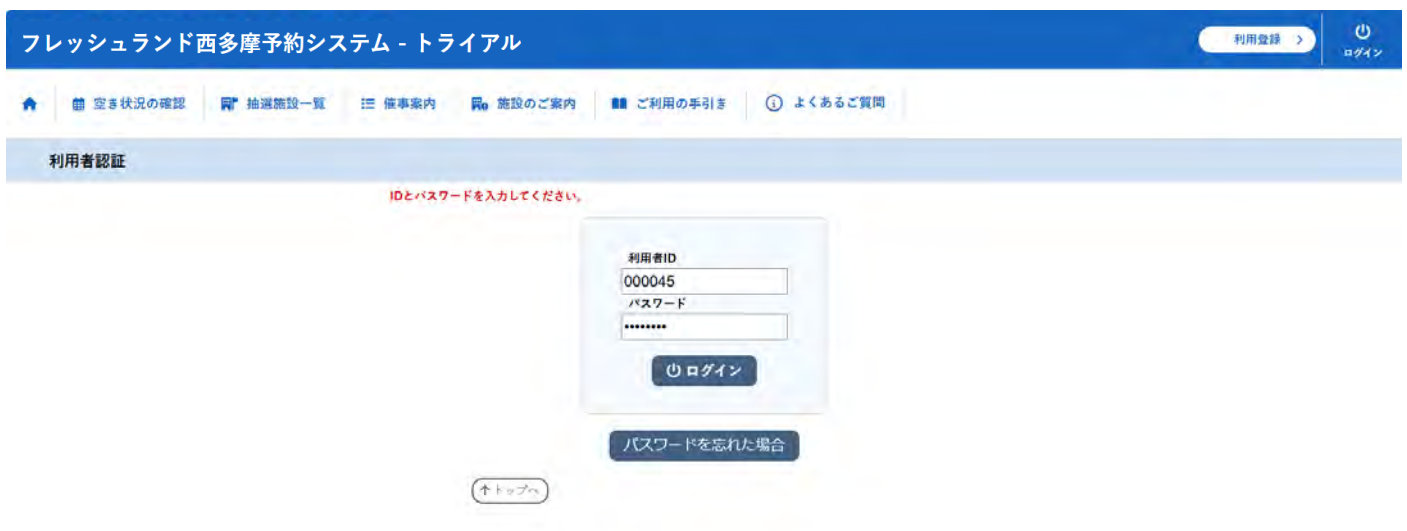 フレッシュランド西多摩予約システム - トライアル
利用登録
ログイン
空き状況の確認 抽選施設一覧 催事案内 施設のご案内 ご利用の手引き よくあるご質問
利用者認証
IDとパスワードを入力してください。
利用者ID
000045
パスワード
••••••••
ログイン
パスワードを忘れた場合
トップへ